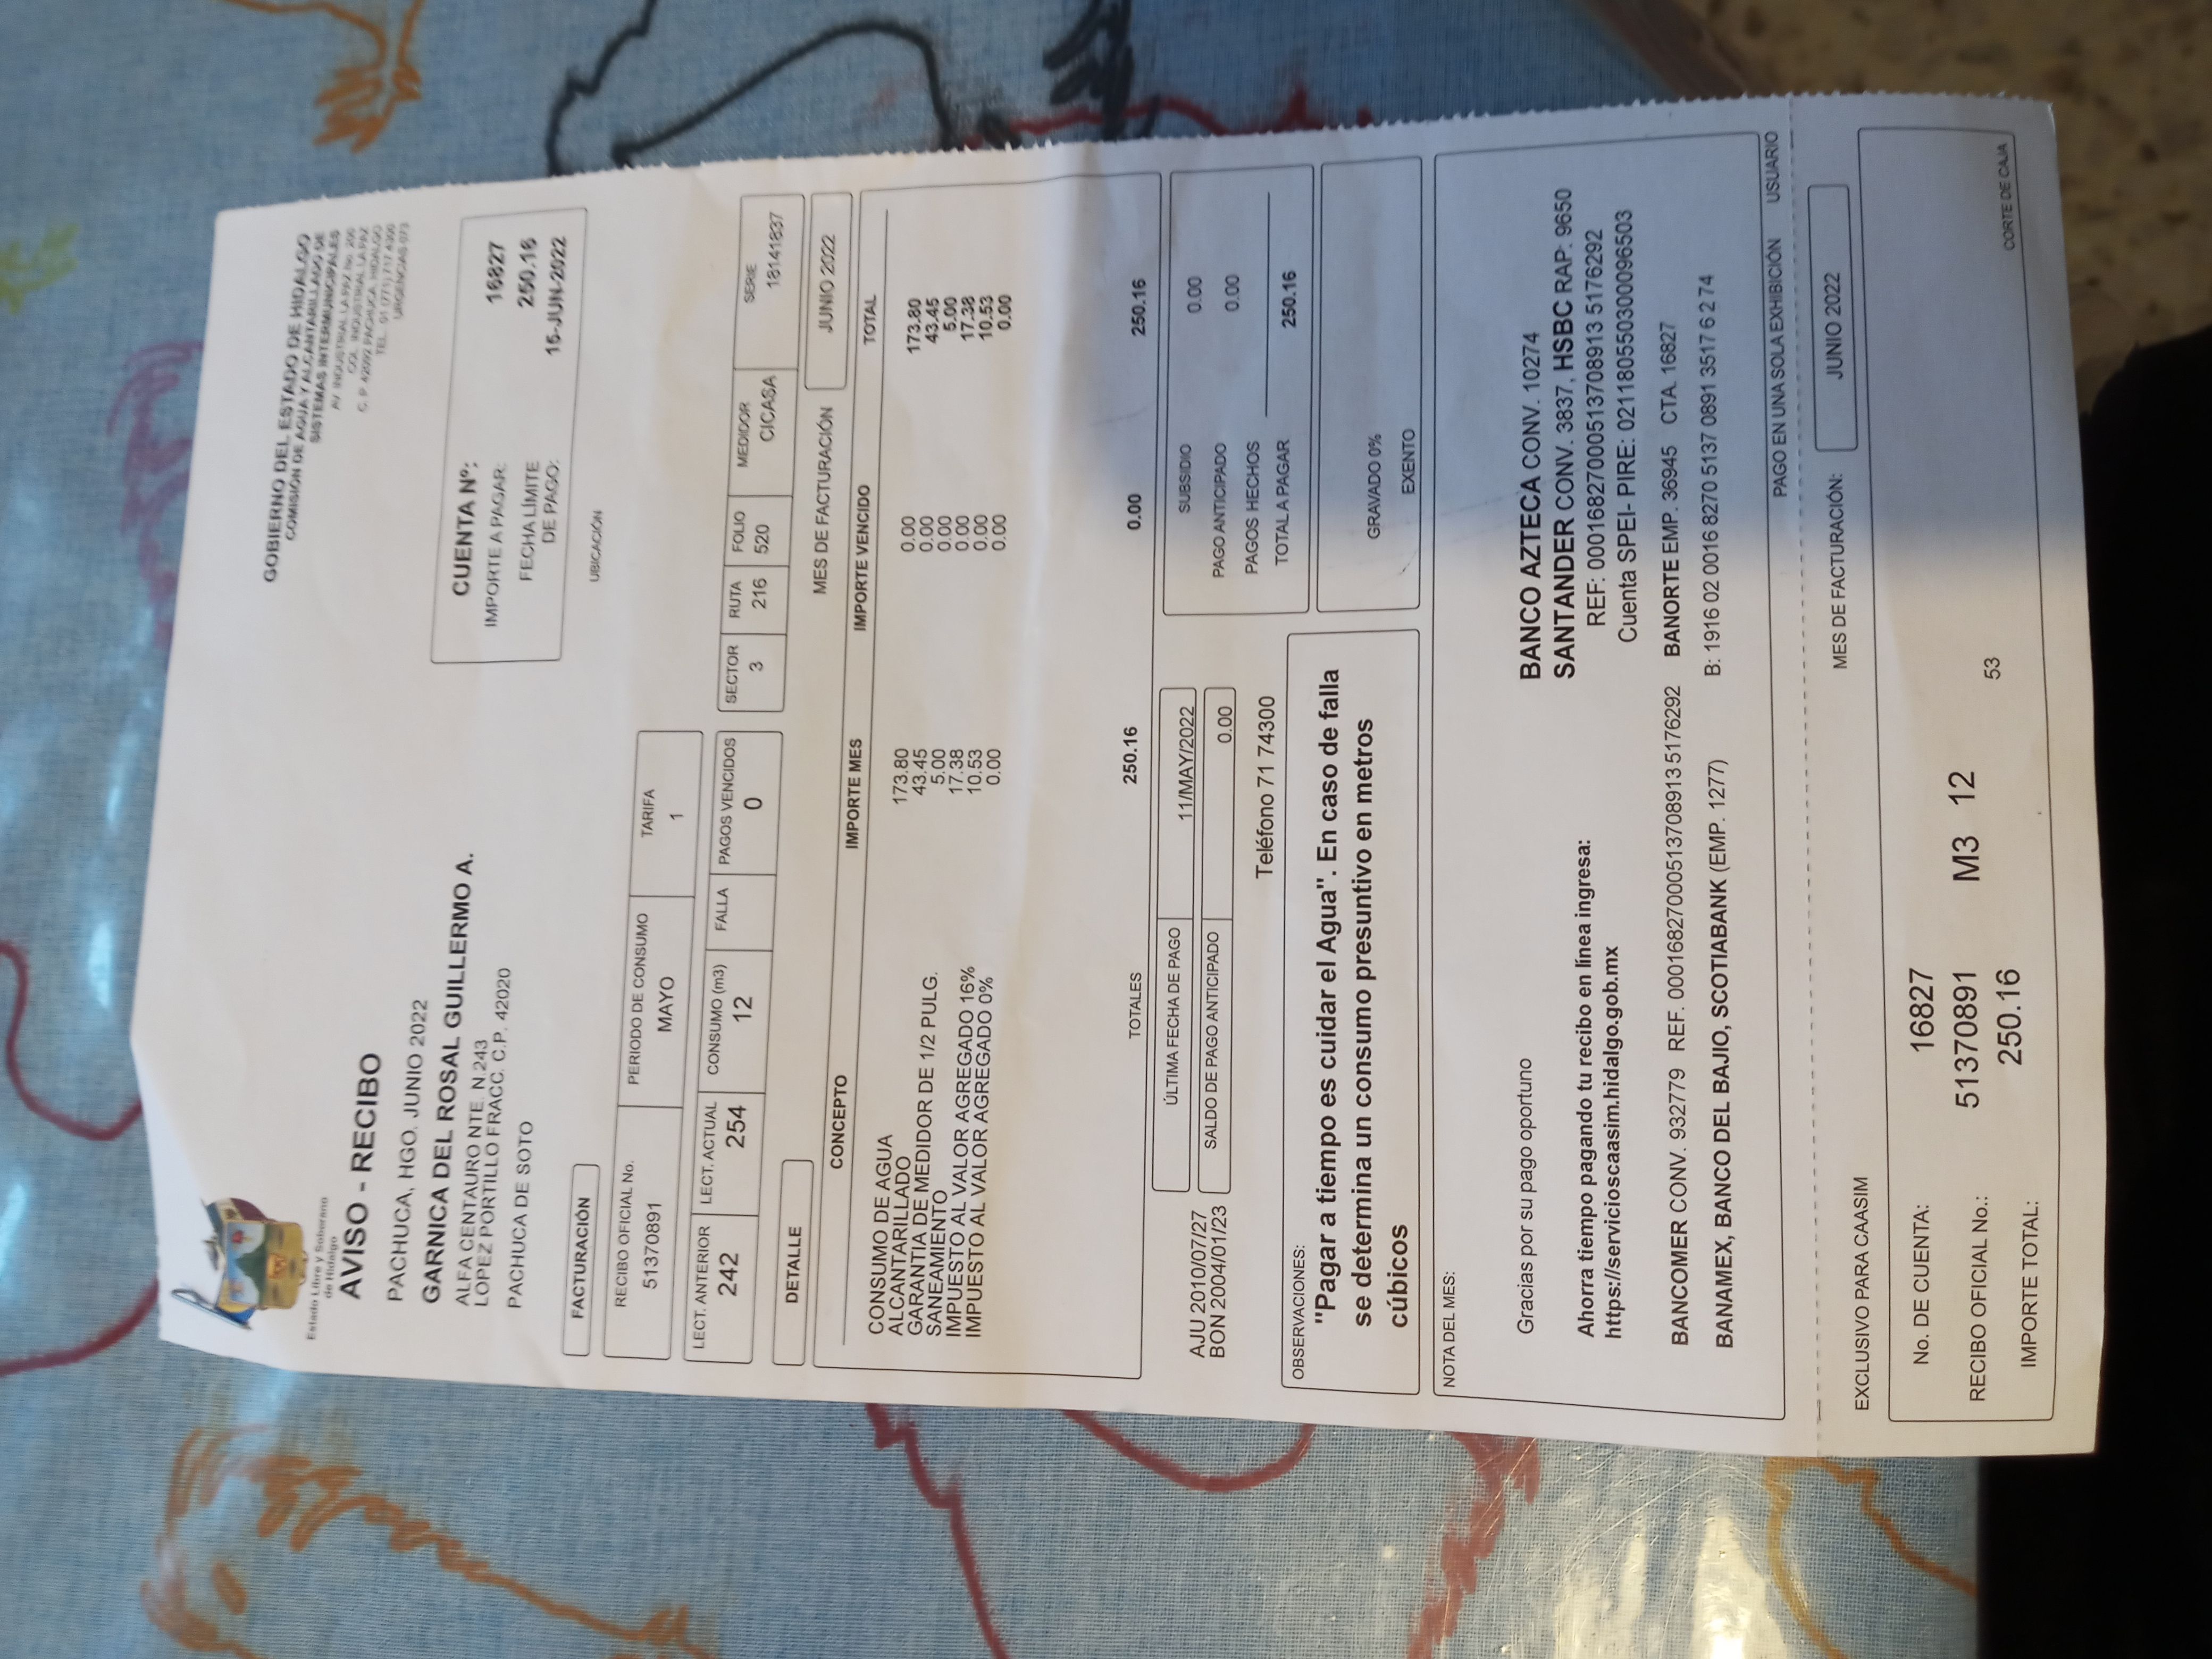 Estado Libre y Soberano
de Hidalgo
GOBIERNO DEL ESTADO DE HIDALGO
COMISIÓN DE AGUA Y ALCANTARILLADO DE
SISTEMAS INTERMUNICIPALES
AV. INDUSTRIAL LA PAZ No. 200
COL. INDUSTRIAL LA PAZ
C. P. 42092 PACHUCA, HIDALGO
TEL. 01 (771) 717 4300
URGENCIAS 073
AVISO - RECIBO
PACHUCA, HGO. JUNIO 2022
GARNICA DEL ROSAL GUILLERMO A.
ALFA CENTAURO NTE. N.243
LOPEZ PORTILLO FRACC. C.P. 42020
PACHUCA DE SOTO
CUENTA Nº:
16827
IMPORTE A PAGAR:
250.16
FECHA LÍMITE
DE PAGO:
15-JUN-2022
UBICACIÓN
FACTURACIÓN
RECIBO OFICIAL No. PERIODO DE CONSUMO TARIFA
51370891 MAYO 1
LECT. ANTERIOR LECT. ACTUAL CONSUMO (m3) FALLA PAGOS VENCIDOS SECTOR RUTA FOLIO MEDIDOR SERIE
242 254 12 0 3 216 520 CICASA 18141837
DETALLE
MES DE FACTURACIÓN JUNIO 2022
CONCEPTO IMPORTE MES IMPORTE VENCIDO TOTAL
CONSUMO DE AGUA 173.80 0.00 173.80
ALCANTARILLADO 43.45 0.00 43.45
GARANTIA DE MEDIDOR DE 1/2 PULG. 5.00 0.00 5.00
SANEAMIENTO 17.38 0.00 17.38
IMPUESTO AL VALOR AGREGADO 16% 10.53 0.00 10.53
IMPUESTO AL VALOR AGREGADO 0% 0.00 0.00 0.00
TOTALES 250.16 0.00 250.16
AJU 2010/07/27
BON 2004/01/23
ÚLTIMA FECHA DE PAGO 11/MAY/2022
SALDO DE PAGO ANTICIPADO 0.00
Teléfono 71 74300
SUBSIDIO 0.00
PAGO ANTICIPADO 0.00
PAGOS HECHOS
TOTAL A PAGAR 250.16
OBSERVACIONES:
"Pagar a tiempo es cuidar el Agua". En caso de falla
se determina un consumo presuntivo en metros
cúbicos
GRAVADO 0%
EXENTO
NOTA DEL MES:
Gracias por su pago oportuno
Ahorra tiempo pagando tu recibo en línea ingresa:
https://servicioscaasim.hidalgo.gob.mx
BANCO AZTECA CONV. 10274
SANTANDER CONV. 3837, HSBC RAP: 9650
REF: 00016827000513708913 5176292
Cuenta SPEI- PIRE: 021180550300096503
BANCOMER CONV. 932779 REF. 00016827000513708913 5176292 BANORTE EMP. 36945 CTA. 16827
BANAMEX, BANCO DEL BAJIO, SCOTIABANK (EMP. 1277) B: 1916 02 0016 8270 5137 0891 3517 6 2 74
PAGO EN UNA SOLA EXHIBICIÓN USUARIO
EXCLUSIVO PARA CAASIM
MES DE FACTURACIÓN: JUNIO 2022
No. DE CUENTA: 16827
RECIBO OFICIAL No.: 51370891 M3 12
IMPORTE TOTAL: 250.16
53
CORTE DE CAJA